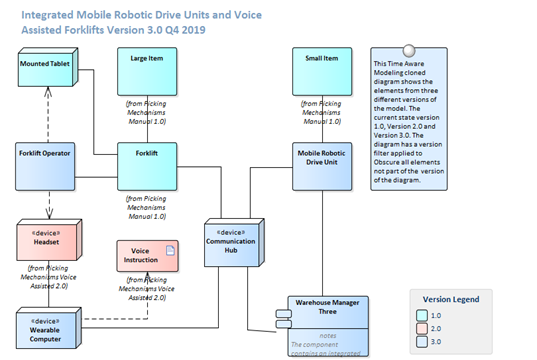 Integrated Mobile Robotic Drive Units and Voice
Assisted Forklifts Version 3.0 Q4 2019
Mounted Tablet
Large Item
Small Item
(from Picking
Mechanisms
Manual 1.0)
(from Picking
Mechanisms
Manual 1.0)
This Time Aware
Modeling cloned
diagram shows the
elements from three
different versions of
the model. The
current state version
1.0, Version 2.0 and
Version 3.0. The
diagram has a version
filter applied to
Obscure all elements
not part of the version
of the diagram.
Forklift Operator
Forklift
Mobile Robotic
Drive Unit
(from Picking
Mechanisms
Manual 1.0)
«device»
Headset
(from Picking
Mechanisms Voice
Assisted 2.0)
Voice
Instruction
(from Picking
Mechanisms Voice
Assisted 2.0)
«device»
Communication
Hub
«device»
Wearable
Computer
Warehouse Manager
Three
notes
The component
contains an integrated
Version Legend
1.0
2.0
3.0